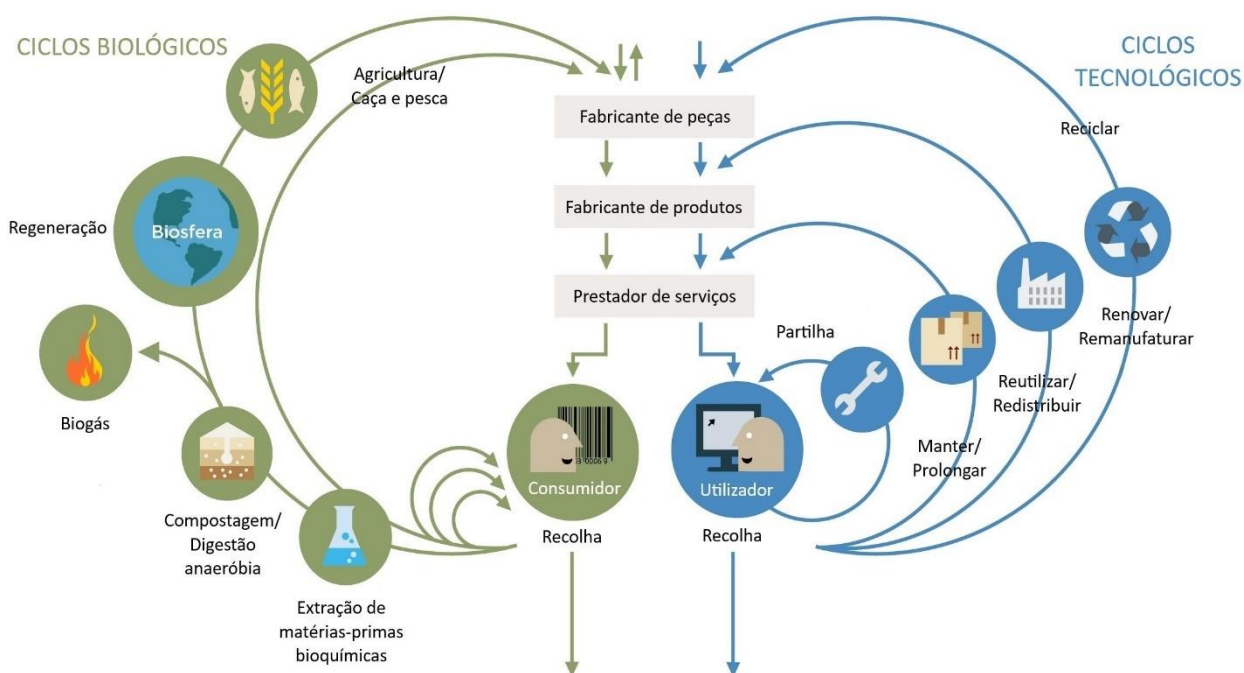 CICLOS BIOLÓGICOS
Agricultura/
Caça e pesca
Regeneração
Biosfera
Biogás
Compostagem/
Digestão
anaeróbia
Extração de
matérias-primas
bioquímicas
Fabricante de peças
Fabricante de produtos
Prestador de serviços
Consumidor
Recolha
Utilizador
Recolha
CICLOS
TECNOLÓGICOS
Reciclar
Renovar/
Remanufaturar
Reutilizar/
Redistribuir
Manter/
Prolongar
Partilha